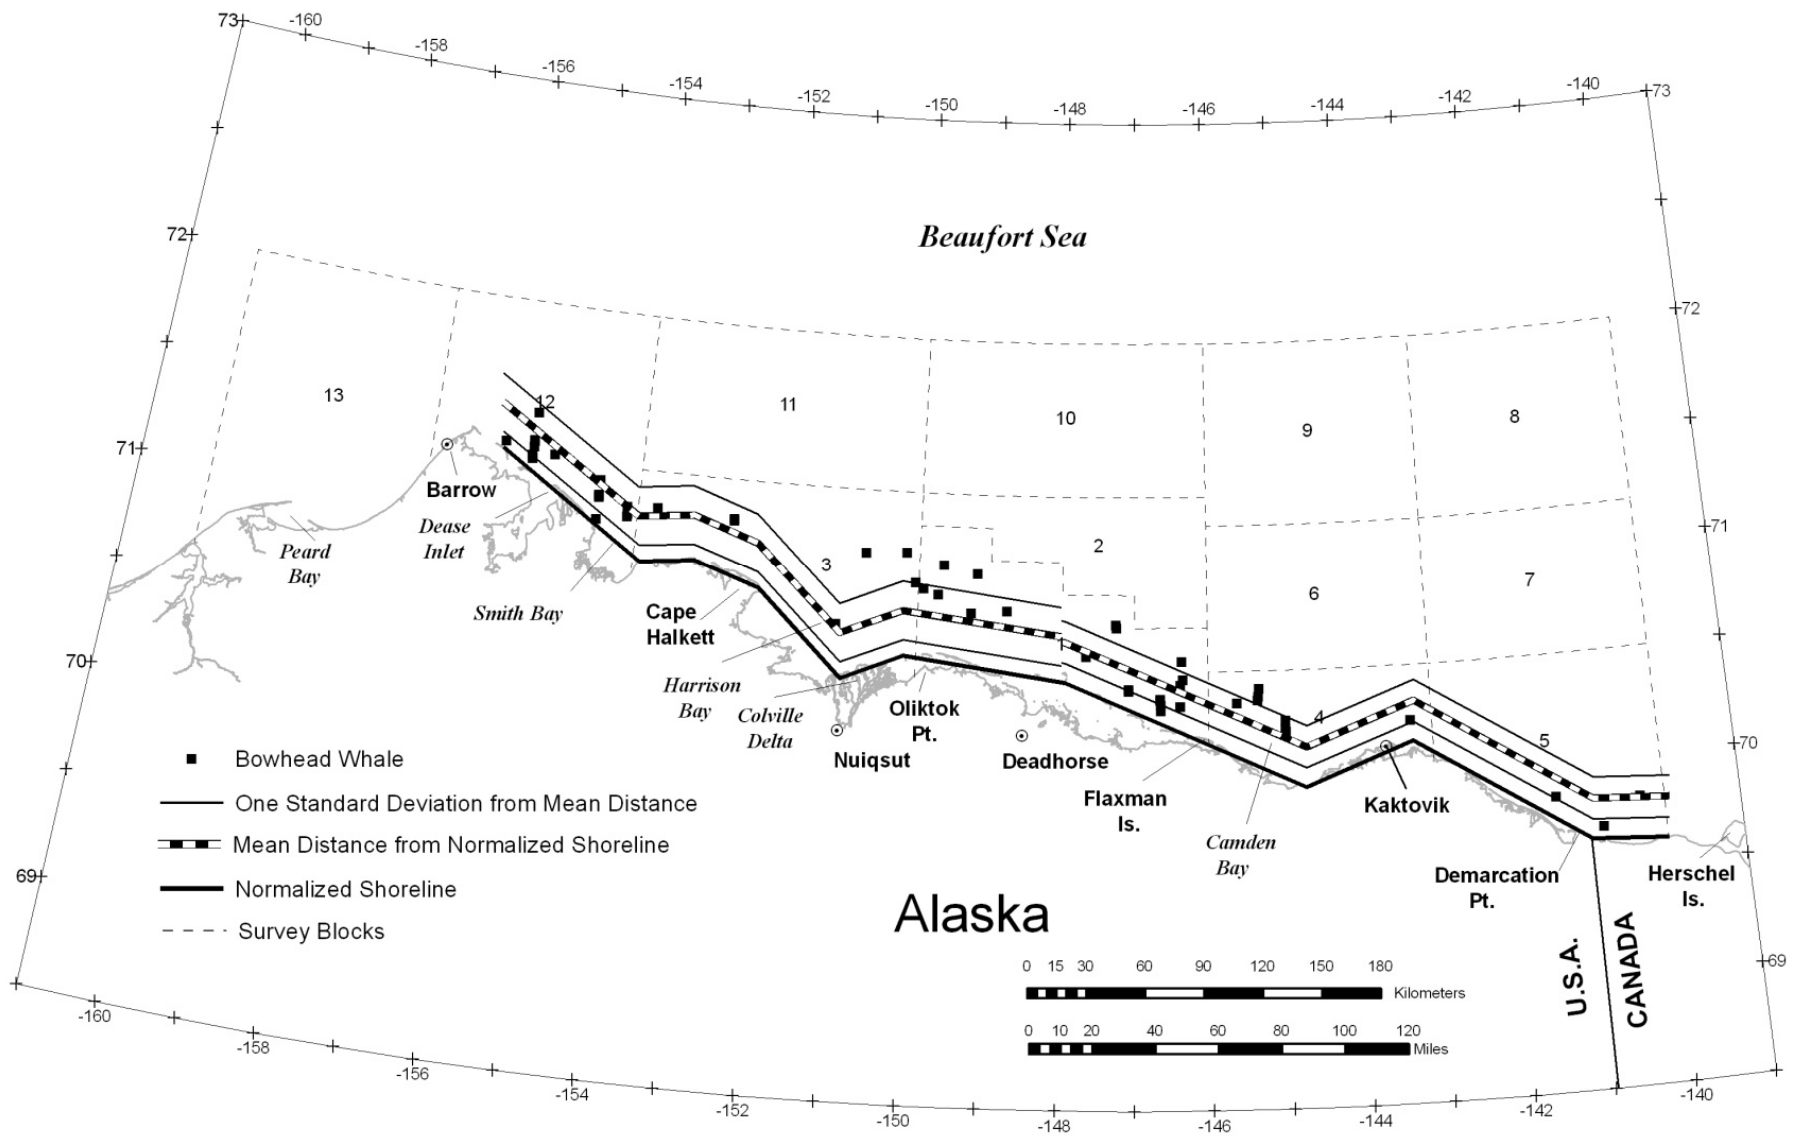 73
-160
-158
-156
-154
-152
-150
-148
-146
-144
-142
-140
73
72
Beaufort Sea
72
13
12
11
10
9
8
71
Barrow
Dease
Inlet
Peard
Bay
Smith Bay
3
2
6
7
71
Cape
Halkett
70
Harrison
Bay
Colville
Delta
Oliktok
Pt.
Nuiqsut
Deadhorse
4
5
70
Flaxman
Is.
Camden
Bay
Kaktovik
Demarcation
Pt.
Herschel
Is.
Bowhead Whale
One Standard Deviation from Mean Distance
Mean Distance from Normalized Shoreline
Normalized Shoreline
Survey Blocks
69
Alaska
U.S.A.
CANADA
69
0 15 30 60 90 120 150 180
Kilometers
0 10 20 40 60 80 100 120
Miles
-160
-158
-156
-154
-152
-150
-148
-146
-144
-142
-140